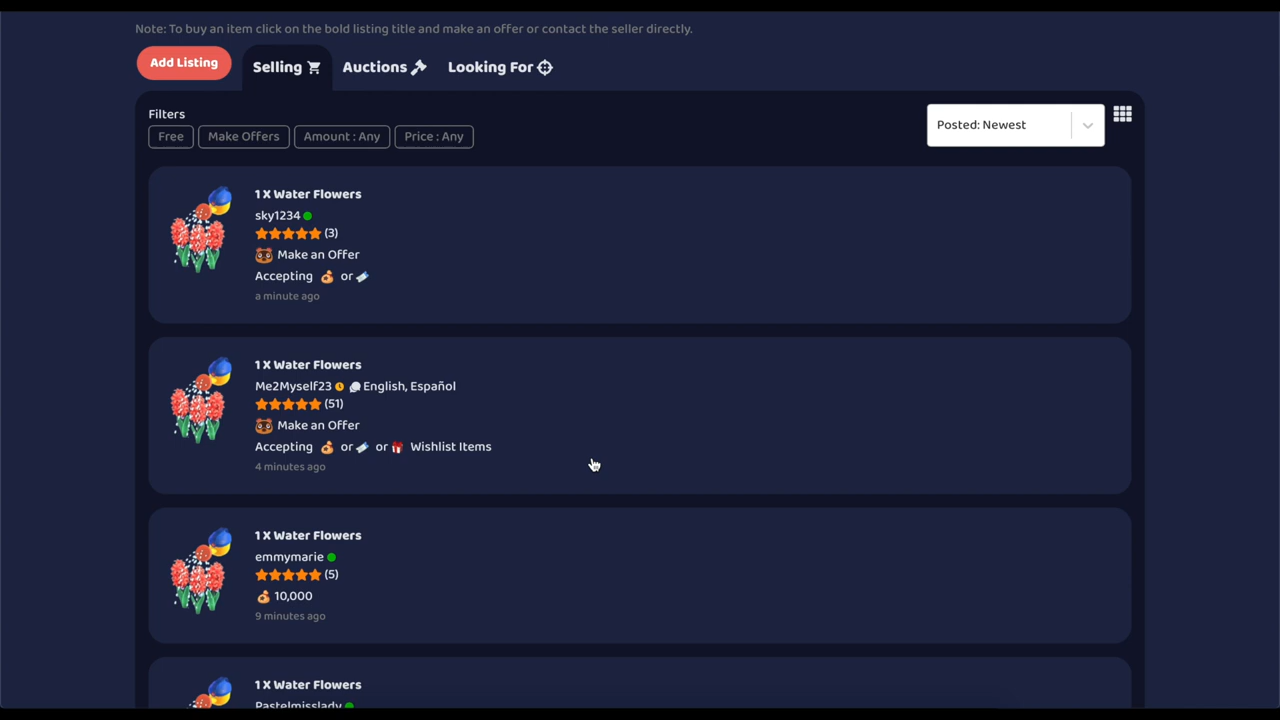 Note: To buy an item click on the bold listing title and make an offer or contact the seller directly.
Add Listing
Selling
Auctions
Looking For
Filters
Free
Make Offers
Amount : Any
Price : Any
Posted: Newest
1 X Water Flowers
sky1234
(3)
Make an Offer
Accepting or
a minute ago
1 X Water Flowers
Me2Myself23 English, Español
(51)
Make an Offer
Accepting or or Wishlist Items
4 minutes ago
1 X Water Flowers
emmymarie
(5)
10,000
9 minutes ago
1 X Water Flowers
Pastelmisslady